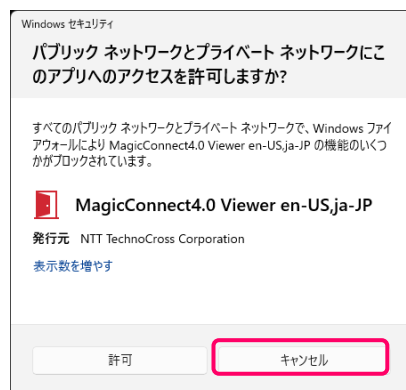 Windows セキュリティ
パブリック ネットワークとプライベート ネットワークにこ
のアプリへのアクセスを許可しますか?
すべてのパブリック ネットワークとプライベート ネットワークで、Windows ファイ
アウォールにより MagicConnect4.0 Viewer en-US,ja-JP の機能のいくつ
かがブロックされています。
MagicConnect4.0 Viewer en-US,ja-JP
発行元 NTT TechnoCross Corporation
表示数を増やす
許可
キャンセル